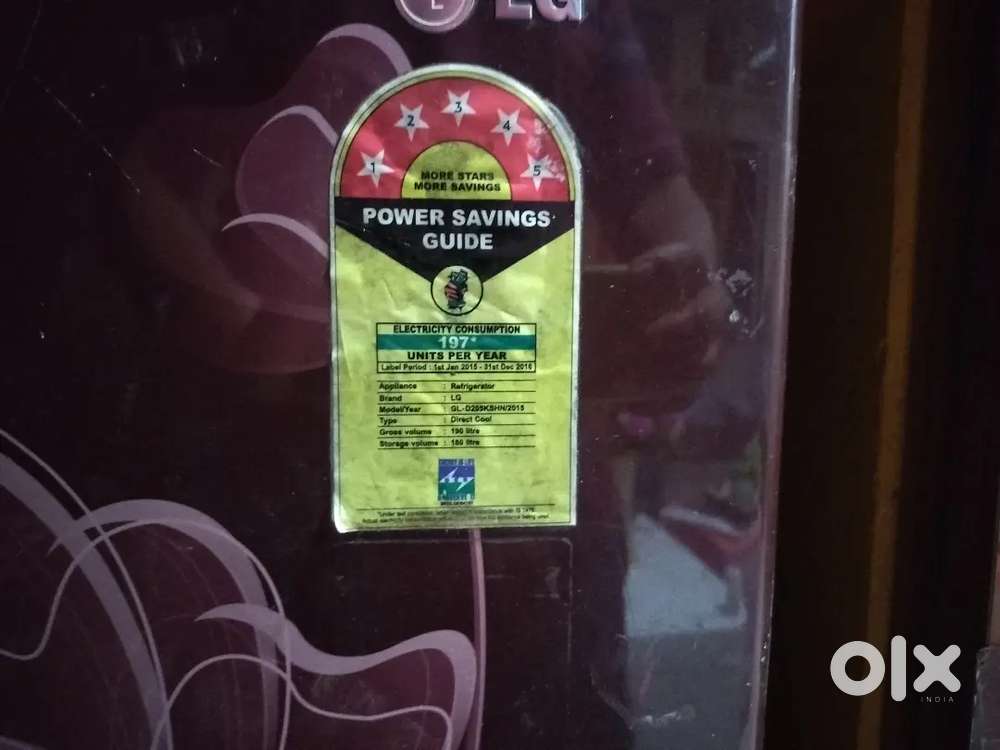 L LG
1 2 3 4 5
MORE STARS
MORE SAVINGS
POWER SAVINGS
GUIDE
ELECTRICITY CONSUMPTION
197*
UNITS PER YEAR
Label Period : 1st Jan 2015 - 31st Dec 2016
Appliance : Refrigerator
Brand : LG
Model/Year : GL-D205KSHN/2015
Type : Direct Cool
Gross volume : 190 litre
Storage volume : 180 litre
olx
INDIA